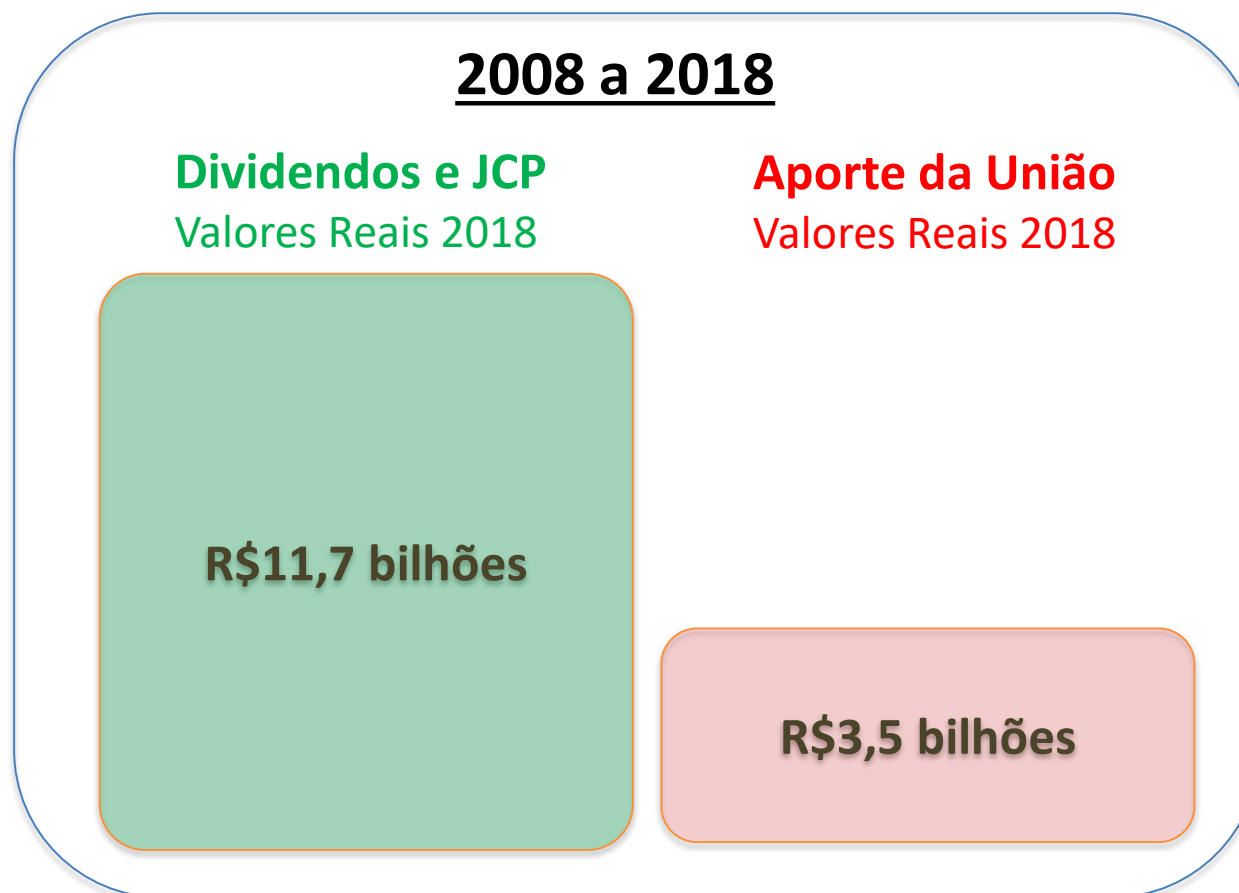 2008 a 2018
Dividendos e JCP
Valores Reais 2018
Aporte da União
Valores Reais 2018
R$11,7 bilhões
R$3,5 bilhões